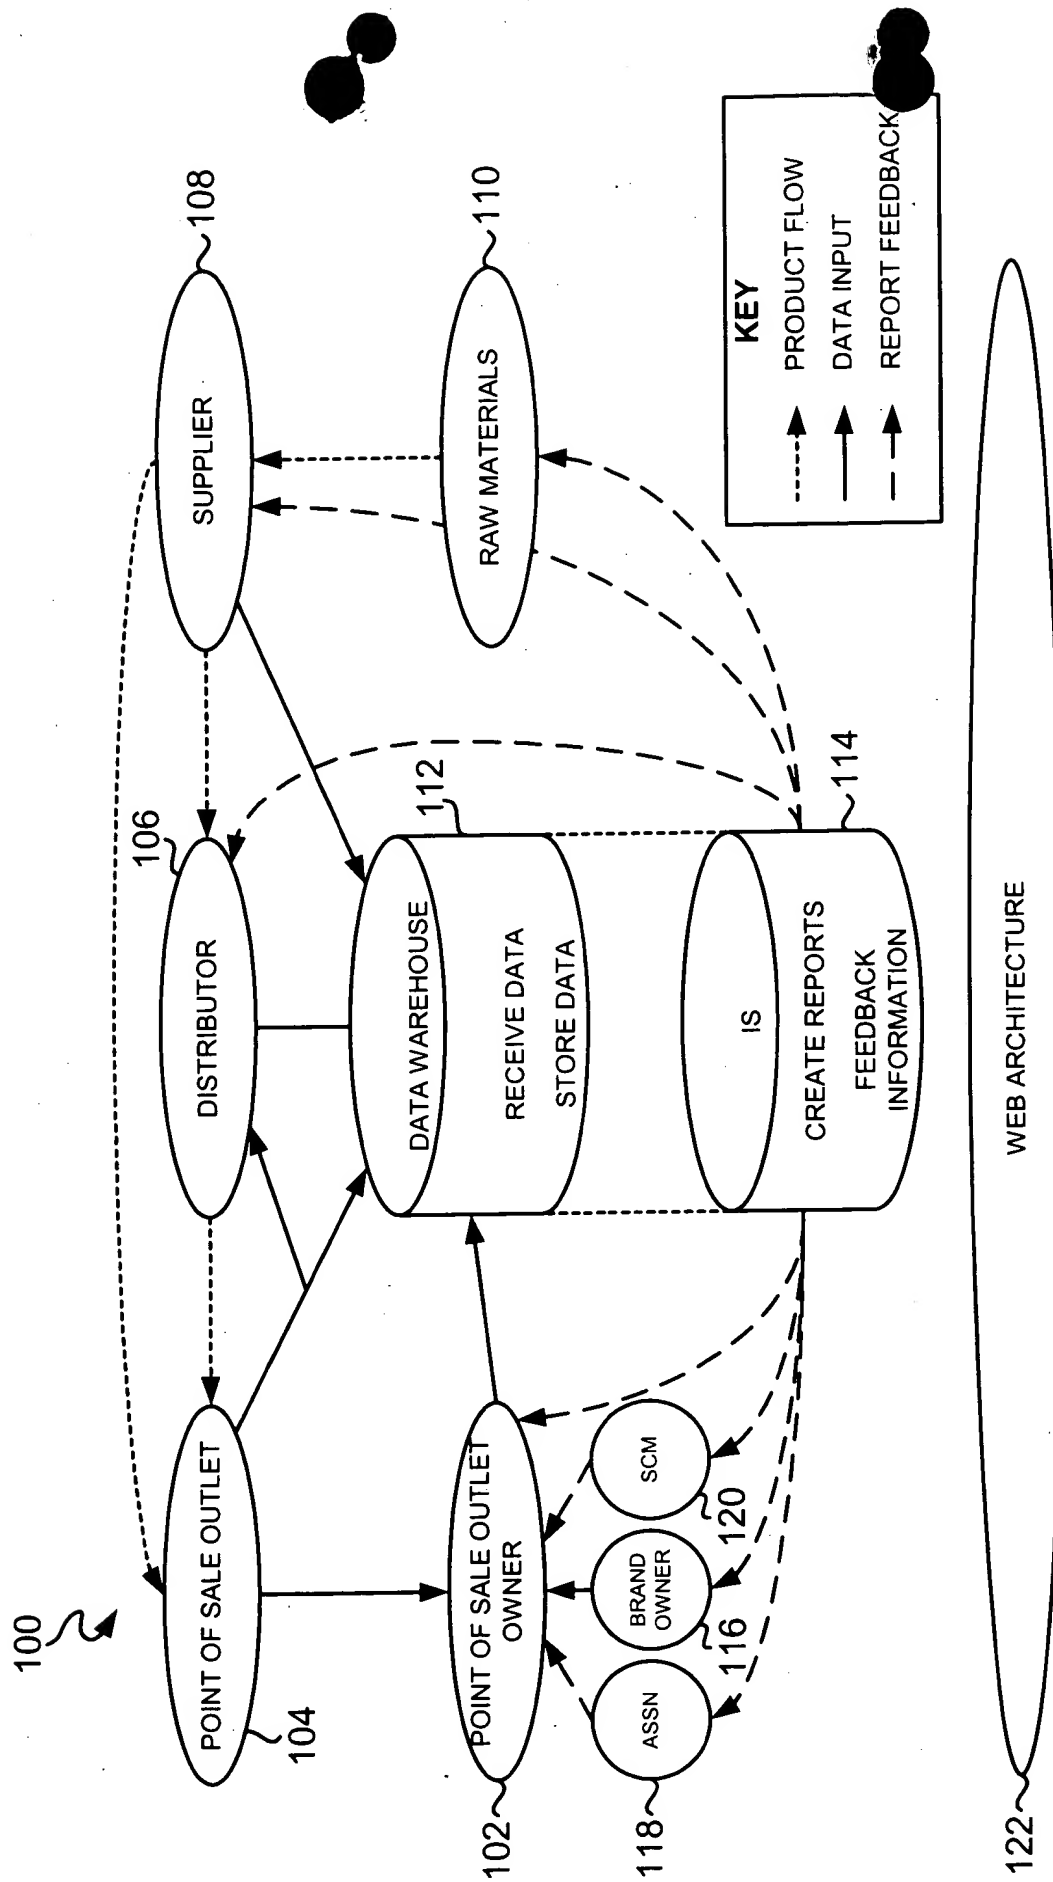 100
108
106
POINT OF SALE OUTLET
DISTRIBUTOR
SUPPLIER
104
112
110
POINT OF SALE OUTLET
OWNER
DATA WAREHOUSE
RECEIVE DATA
STORE DATA
RAW MATERIALS
102
ASSN
BRAND
OWNER
SCM
118
116
120
IS
CREATE REPORTS
FEEDBACK
INFORMATION
114
KEY
PRODUCT FLOW
DATA INPUT
REPORT FEEDBACK
WEB ARCHITECTURE
122